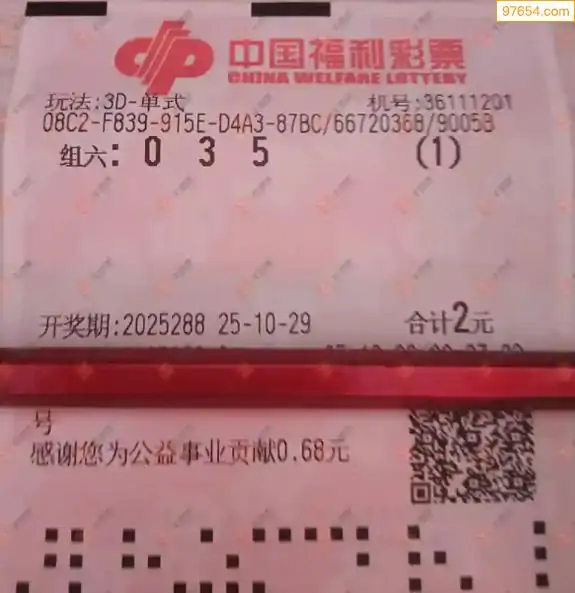 97654.com
中国福利彩票
CHINA WELFARE LOTTERY
玩法:3D-单式 机号:36111201
08C2-F839-915E-D4A3-87BC/66720368/90053
组六: 0 3 5 (1)
开奖期:2025288 25-10-29 合计2元
号
感谢您为公益事业贡献0.68元